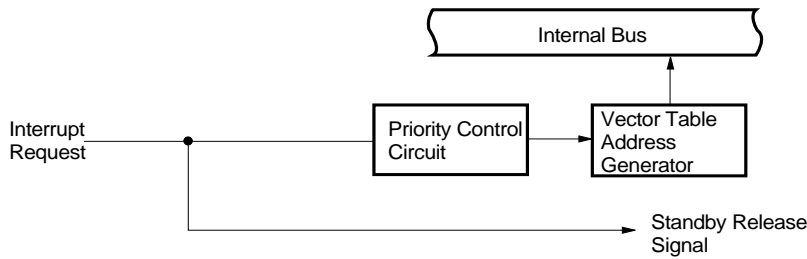 Internal Bus
Interrupt
Request
Priority Control
Circuit
Vector Table
Address
Generator
Standby Release
Signal